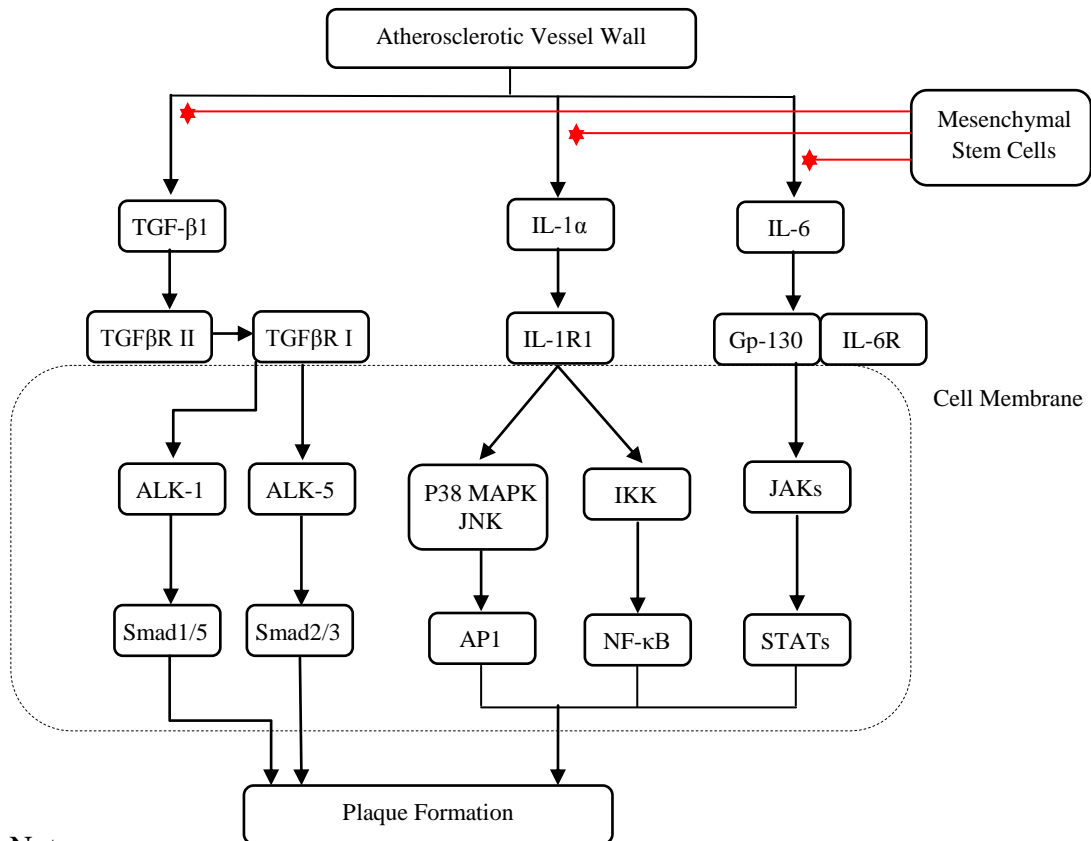 Atherosclerotic Vessel Wall
Mesenchymal
Stem Cells
TGF-β1
IL-1α
IL-6
TGFβR II
TGFβR I
IL-1R1
Gp-130
IL-6R
Cell Membrane
ALK-1
ALK-5
P38 MAPK
JNK
IKK
JAKs
Smad1/5
Smad2/3
AP1
NF-κB
STATs
Plaque Formation